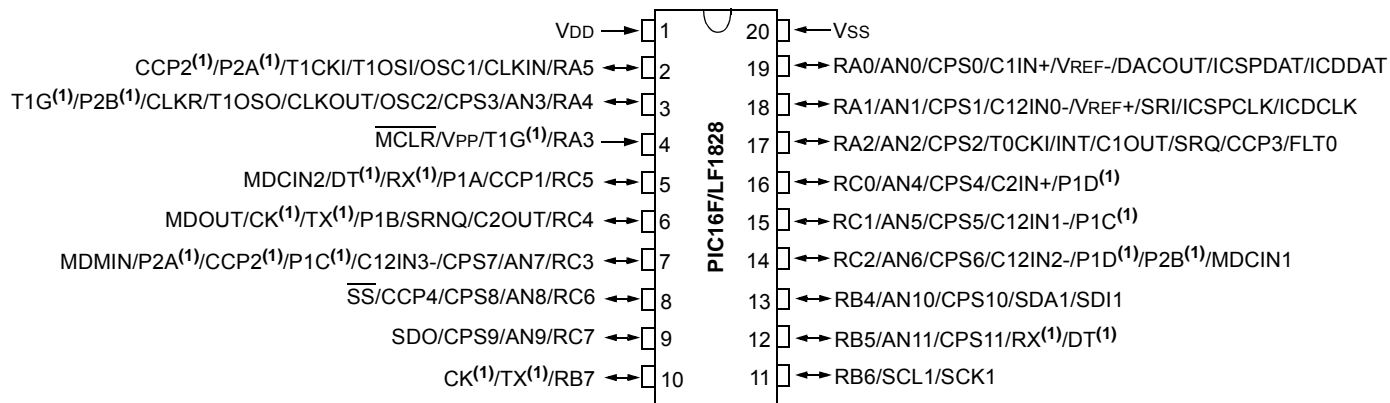 VDD 1 20 VSS
CCP2(1)/P2A(1)/T1CKI/T1OSI/OSC1/CLKIN/RA5 2 19 RA0/AN0/CPS0/C1IN+/VREF-/DACOUT/ICSPDAT/ICDDAT
T1G(1)/P2B(1)/CLKR/T1OSO/CLKOUT/OSC2/CPS3/AN3/RA4 3 18 RA1/AN1/CPS1/C12IN0-/VREF+/SRI/ICSPCLK/ICDCLK
MCLR/VPP/T1G(1)/RA3 4 17 RA2/AN2/CPS2/T0CKI/INT/C1OUT/SRQ/CCP3/FLT0
MDCIN2/DT(1)/RX(1)/P1A/CCP1/RC5 5 16 RC0/AN4/CPS4/C2IN+/P1D(1)
MDOUT/CK(1)/TX(1)/P1B/SRNQ/C2OUT/RC4 6 15 RC1/AN5/CPS5/C12IN1-/P1C(1)
MDMIN/P2A(1)/CCP2(1)/P1C(1)/C12IN3-/CPS7/AN7/RC3 7 14 RC2/AN6/CPS6/C12IN2-/P1D(1)/P2B(1)/MDCIN1
SS/CCP4/CPS8/AN8/RC6 8 13 RB4/AN10/CPS10/SDA1/SDI1
SDO/CPS9/AN9/RC7 9 12 RB5/AN11/CPS11/RX(1)/DT(1)
CK(1)/TX(1)/RB7 10 11 RB6/SCL1/SCK1
PIC16F/LF1828